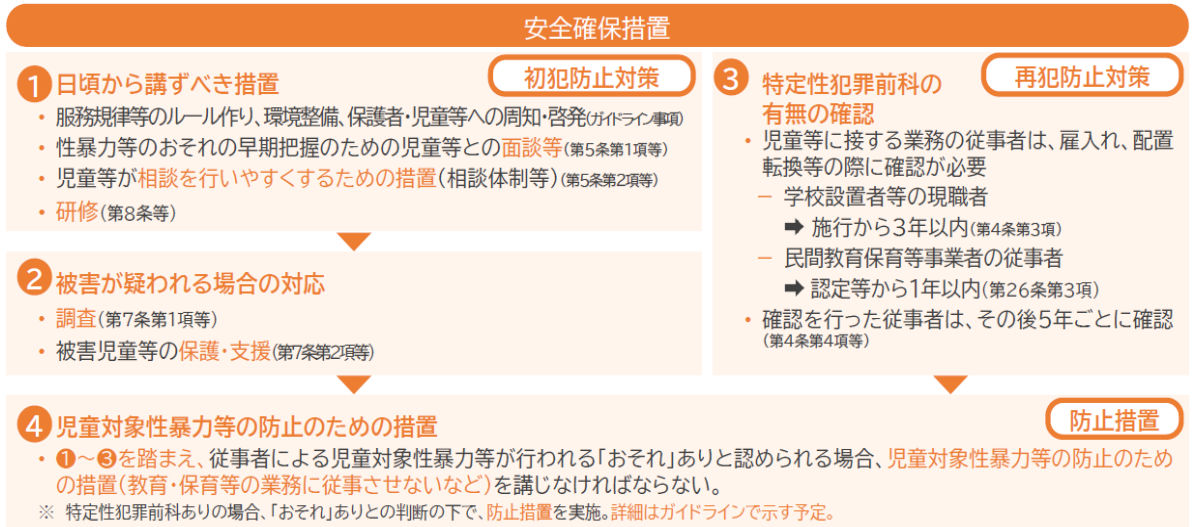 安全確保措置
❶ 日頃から講ずべき措置
初犯防止対策
• 服務規律等のルール作り、環境整備、保護者・児童等への周知・啓発(ガイドライン事項)
• 性暴力等のおそれの早期把握のための児童等との面談等(第5条第1項等)
• 児童等が相談を行いやすくするための措置(相談体制等)(第5条第2項等)
• 研修(第8条等)
❷ 被害が疑われる場合の対応
• 調査(第7条第1項等)
• 被害児童等の保護・支援(第7条第2項等)
❸ 特定性犯罪前科の
有無の確認
再犯防止対策
• 児童等に接する業務の従事者は、雇入れ、配置
転換等の際に確認が必要
− 学校設置者等の現職者
➡ 施行から3年以内(第4条第3項)
− 民間教育保育等事業者の従事者
➡ 認定等から1年以内(第26条第3項)
• 確認を行った従事者は、その後5年ごとに確認
(第4条第4項等)
❹ 児童対象性暴力等の防止のための措置
防止措置
• ❶~❸を踏まえ、従事者による児童対象性暴力等が行われる「おそれ」ありと認められる場合、児童対象性暴力等の防止のため
の措置(教育・保育等の業務に従事させないなど)を講じなければならない。
※ 特定性犯罪前科ありの場合、「おそれ」ありとの判断の下で、防止措置を実施。詳細はガイドラインで示す予定。